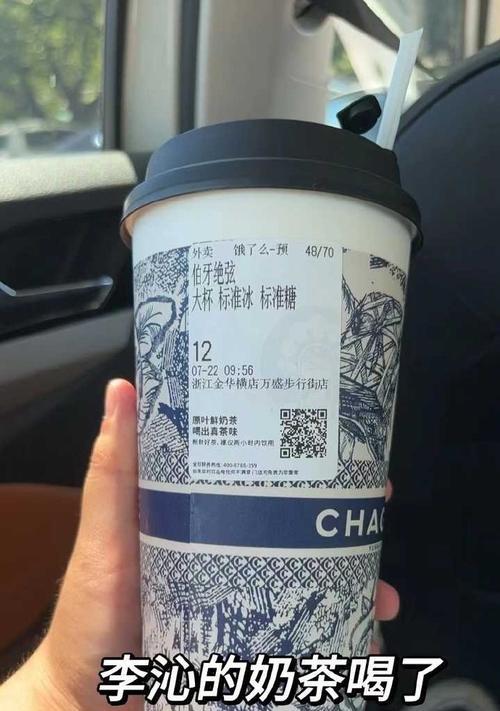 外卖 饿了么-预 48/70
伯牙绝弦
大杯 标准冰 标准糖
12
07-22 09:56
浙江金华横店万盛步行街店
原叶鲜奶茶
喝出真茶味
CHAG
李沁的奶茶喝了